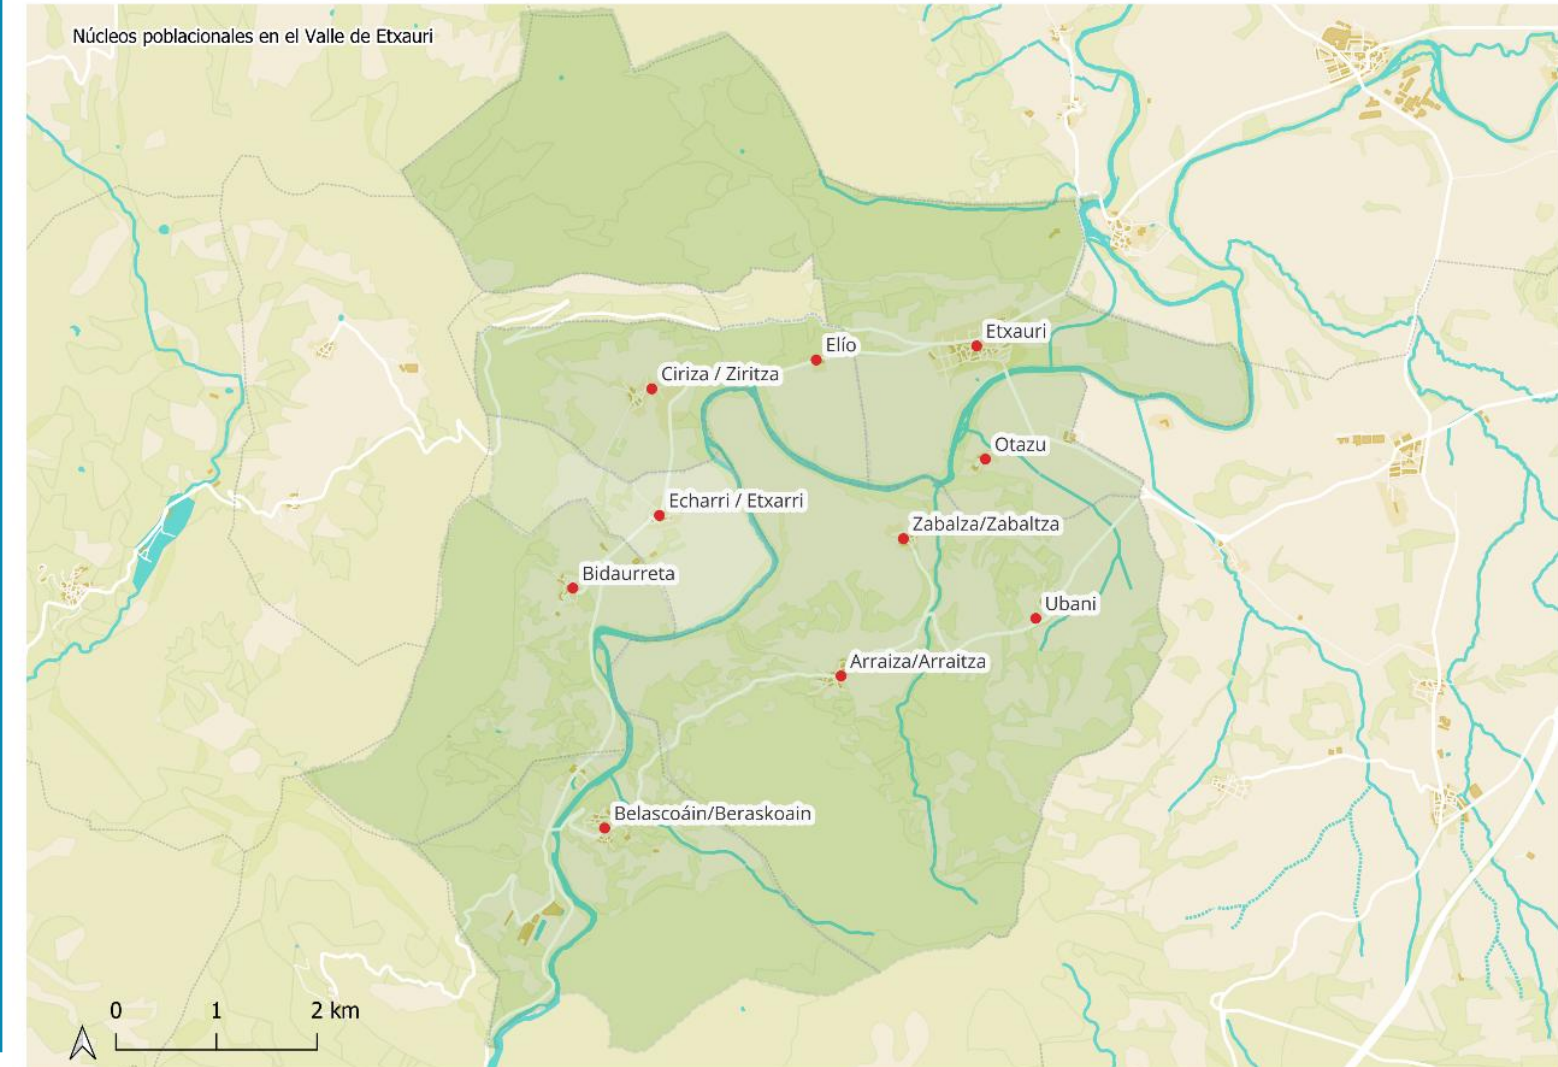 Núcleos poblacionales en el Valle de Etxauri
Etxauri
Elío
Ciriza / Ziritza
Otazu
Echarri / Etxarri
Zabalza/Zabaltza
Bidaurreta
Ubani
Arraiza/Arraitza
Belascoáin/Beraskoain
0 1 2 km